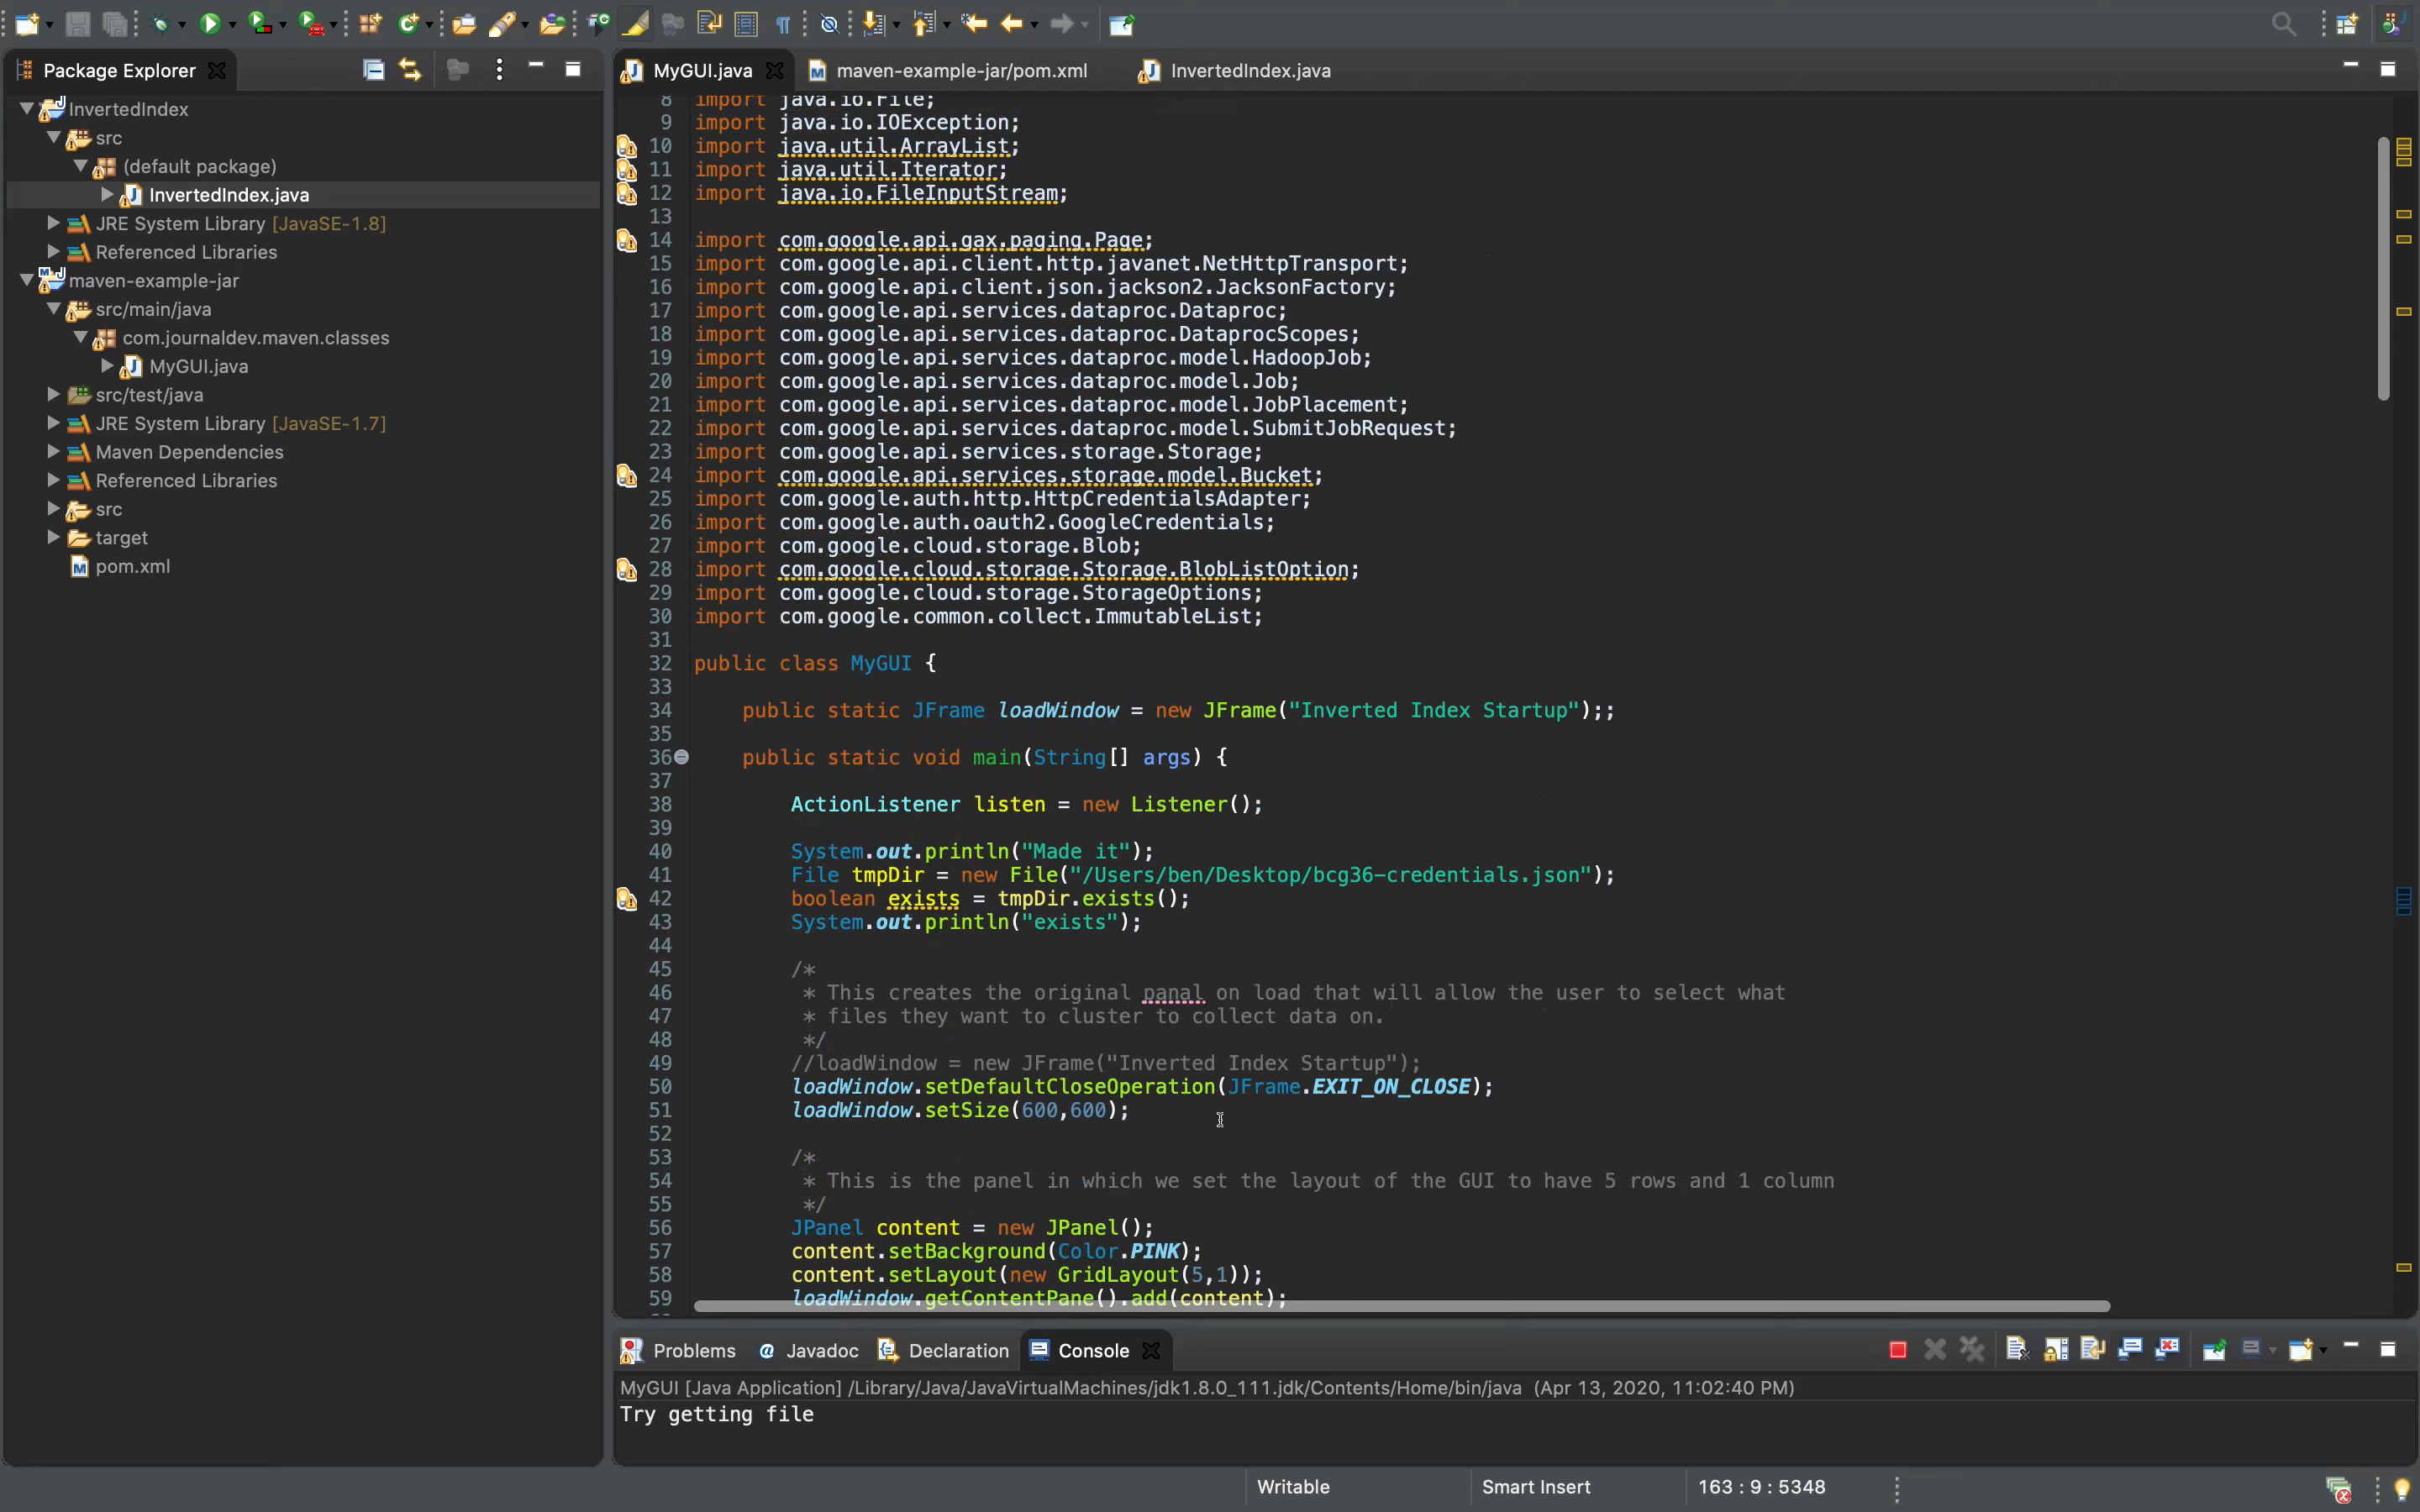 Package Explorer
InvertedIndex
src
(default package)
InvertedIndex.java
JRE System Library [JavaSE-1.8]
Referenced Libraries
maven-example-jar
src/main/java
com.journaldev.maven.classes
MyGUI.java
src/test/java
JRE System Library [JavaSE-1.7]
Maven Dependencies
Referenced Libraries
src
target
pom.xml
MyGUI.java maven-example-jar/pom.xml InvertedIndex.java
8 import java.io.File;
9 import java.io.IOException;
10 import java.util.ArrayList;
11 import java.util.Iterator;
12 import java.io.FileInputStream;
13
14 import com.google.api.gax.paging.Page;
15 import com.google.api.client.http.javanet.NetHttpTransport;
16 import com.google.api.client.json.jackson2.JacksonFactory;
17 import com.google.api.services.dataproc.Dataproc;
18 import com.google.api.services.dataproc.DataprocScopes;
19 import com.google.api.services.dataproc.model.HadoopJob;
20 import com.google.api.services.dataproc.model.Job;
21 import com.google.api.services.dataproc.model.JobPlacement;
22 import com.google.api.services.dataproc.model.SubmitJobRequest;
23 import com.google.api.services.storage.Storage;
24 import com.google.api.services.storage.model.Bucket;
25 import com.google.auth.http.HttpCredentialsAdapter;
26 import com.google.auth.oauth2.GoogleCredentials;
27 import com.google.cloud.storage.Blob;
28 import com.google.cloud.storage.Storage.BlobListOption;
29 import com.google.cloud.storage.StorageOptions;
30 import com.google.common.collect.ImmutableList;
31
32 public class MyGUI {
33
34 public static JFrame loadWindow = new JFrame("Inverted Index Startup");;
35
36 public static void main(String[] args) {
37
38 ActionListener listen = new Listener();
39
40 System.out.println("Made it");
41 File tmpDir = new File("/Users/ben/Desktop/bcg36-credentials.json");
42 boolean exists = tmpDir.exists();
43 System.out.println("exists");
44
45 /*
46 * This creates the original panal on load that will allow the user to select what
47 * files they want to cluster to collect data on.
48 */
49 //loadWindow = new JFrame("Inverted Index Startup");
50 loadWindow.setDefaultCloseOperation(JFrame.EXIT_ON_CLOSE);
51 loadWindow.setSize(600,600);
52
53 /*
54 * This is the panel in which we set the layout of the GUI to have 5 rows and 1 column
55 */
56 JPanel content = new JPanel();
57 content.setBackground(Color.PINK);
58 content.setLayout(new GridLayout(5,1));
59 loadWindow.getContentPane().add(content);
Problems @ Javadoc Declaration Console
MyGUI [Java Application] /Library/Java/JavaVirtualMachines/jdk1.8.0_111.jdk/Contents/Home/bin/java (Apr 13, 2020, 11:02:40 PM)
Try getting file
Writable Smart Insert 163 : 9 : 5348